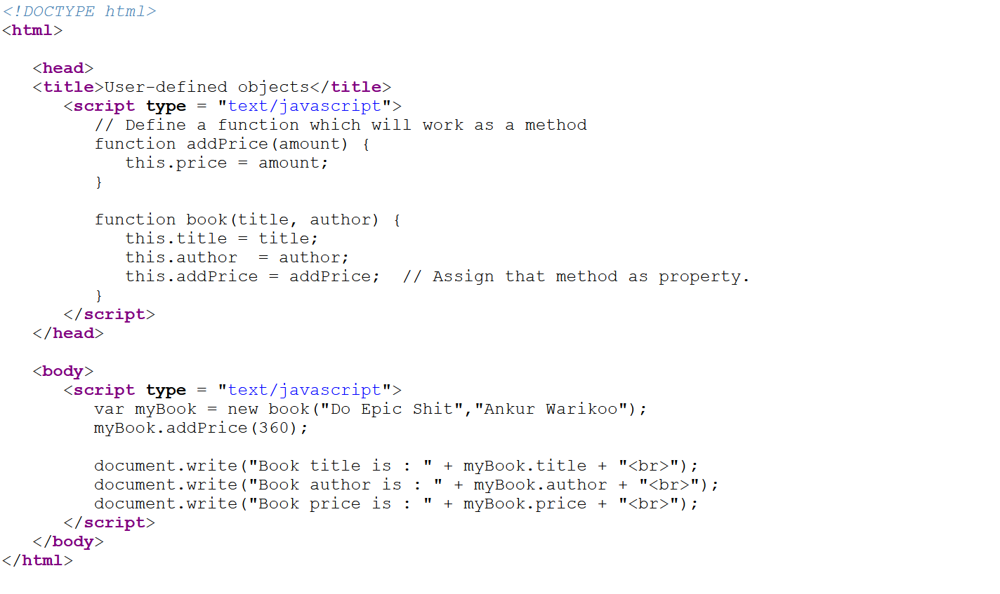 <!DOCTYPE html>
<html>
<head>
<title>User-defined objects</title>
<script type = "text/javascript">
// Define a function which will work as a method
function addPrice(amount) {
this.price = amount;
}
function book(title, author) {
this.title = title;
this.author  = author;
this.addPrice = addPrice;  // Assign that method as property.
}
</script>
</head>
<body>
<script type = "text/javascript">
var myBook = new book("Do Epic Shit","Ankur Warikoo");
myBook.addPrice(360);
document.write("Book title is : " + myBook.title + "<br>");
document.write("Book author is : " + myBook.author + "<br>");
document.write("Book price is : " + myBook.price + "<br>");
</script>
</body>
</html>